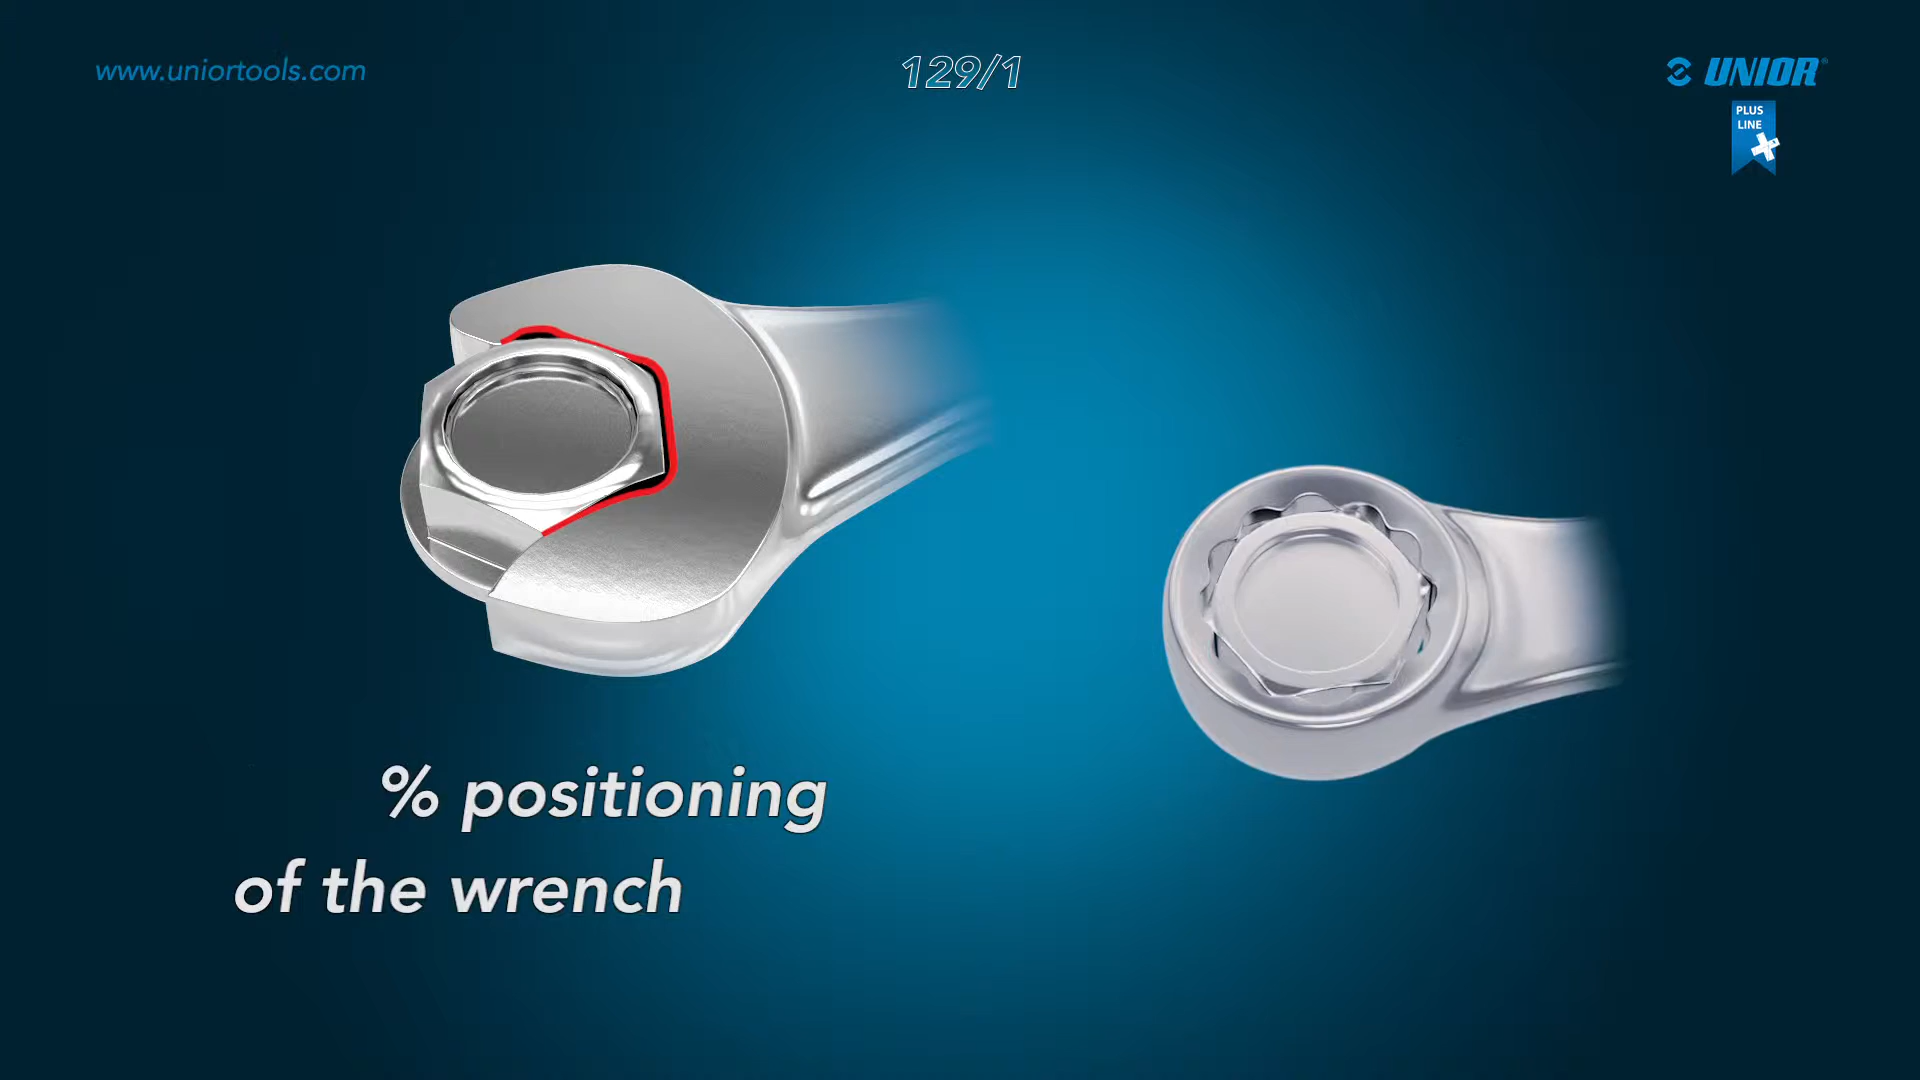 www.uniortools.com
129/1
UNIOR®
PLUS
LINE
% positioning
of the wrench